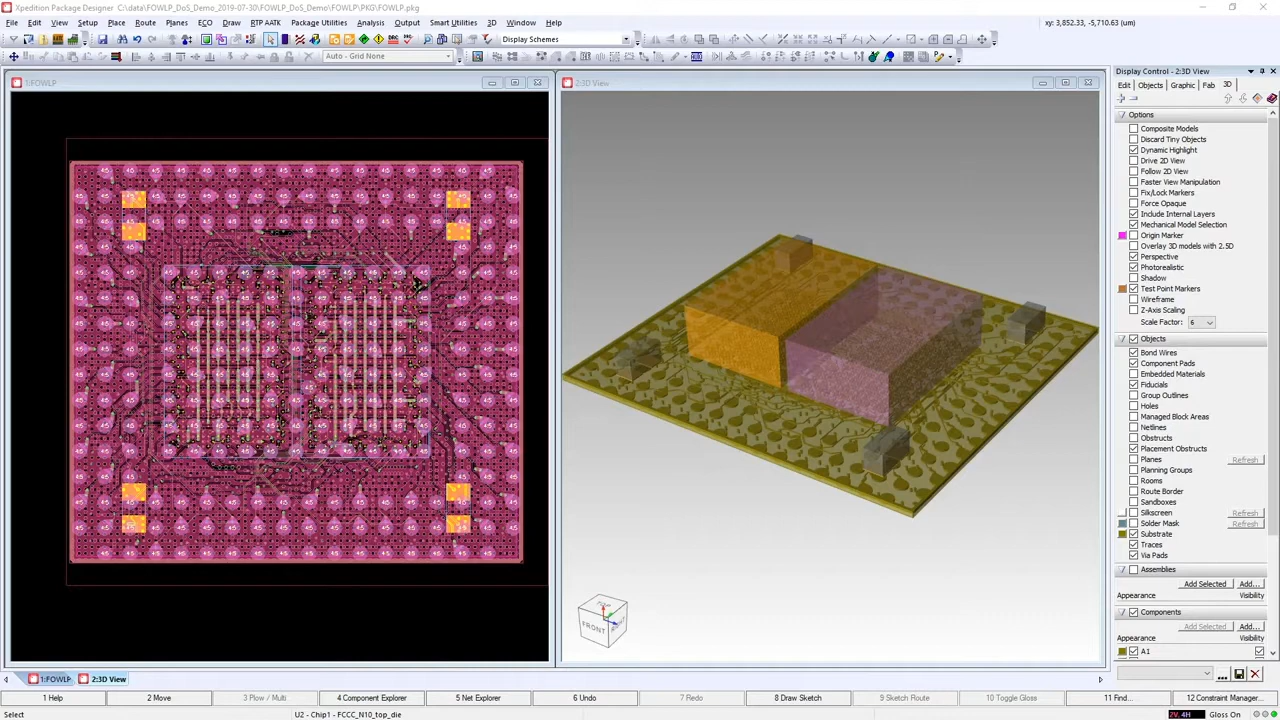 Xpedition Package Designer - C:\data\FOWLP_DoS_Demo_2019-07-30\FOWLP_DoS_Demo\FOWLP\PKG\FOWLP.pkg
File Edit View Setup Place Route Planes ECO Draw RTP AATK Package Utilities Analysis Output Smart Utilities 3D Window Help
xy: 3,852.33, -5,710.63 (um)
Display Schemes
Auto - Grid None
1:FOWLP
2:3D View
Display Control - 2:3D View
Edit Objects Graphic Fab 3D
Options
Composite Models
Discard Tiny Objects
Dynamic Highlight
Drive 2D View
Follow 2D View
Faster View Manipulation
Fix/Lock Markers
Force Opaque
Include Internal Layers
Mechanical Model Selection
Origin Marker
Overlay 3D models with 2.5D
Perspective
Photorealistic
Shadow
Test Point Markers
Wireframe
Z-Axis Scaling
Scale Factor: 6
Objects
Bond Wires
Component Pads
Embedded Materials
Fiducials
Group Outlines
Holes
Managed Block Areas
Netlines
Obstructs
Placement Obstructs
Planes Refresh
Planning Groups
Rooms
Route Border
Sandboxes
Silkscreen Refresh
Solder Mask Refresh
Substrate
Traces
Via Pads
Assemblies
Add Selected Add...
Appearance Visibility
Components
Add Selected Add...
Appearance Visibility
A1
FRONT
1:FOWLP 2:3D View
1 Help 2 Move 3 Plow / Multi 4 Component Explorer 5 Net Explorer 6 Undo 7 Redo 8 Draw Sketch 9 Sketch Route 10 Toggle Gloss 11 Find... 12 Constraint Manager...
Select U2 - Chip1 - FCCC_N10_top_die 2V, 4H Gloss On